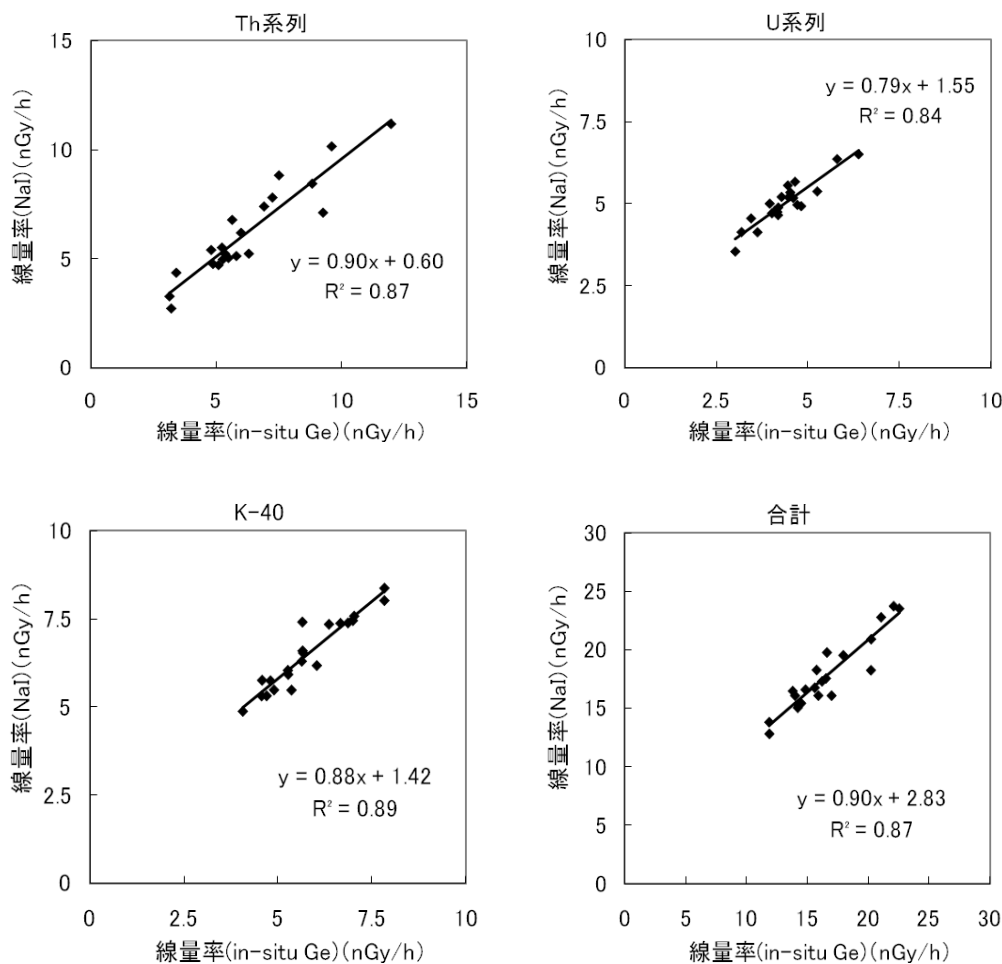 Th系列
15
10
5
0
線量率(NaI)(nGy/h)
y = 0.90x + 0.60
R² = 0.87
0 5 10 15
線量率(in-situ Ge)(nGy/h)
U系列
10
7.5
5
2.5
0
線量率(NaI)(nGy/h)
y = 0.79x + 1.55
R² = 0.84
0 2.5 5 7.5 10
線量率(in-situ Ge)(nGy/h)
K-40
10
7.5
5
2.5
0
線量率(NaI)(nGy/h)
y = 0.88x + 1.42
R² = 0.89
0 2.5 5 7.5 10
線量率(in-situ Ge)(nGy/h)
合計
30
25
20
15
10
5
0
線量率(NaI)(nGy/h)
y = 0.90x + 2.83
R² = 0.87
0 5 10 15 20 25 30
線量率(in-situ Ge)(nGy/h)